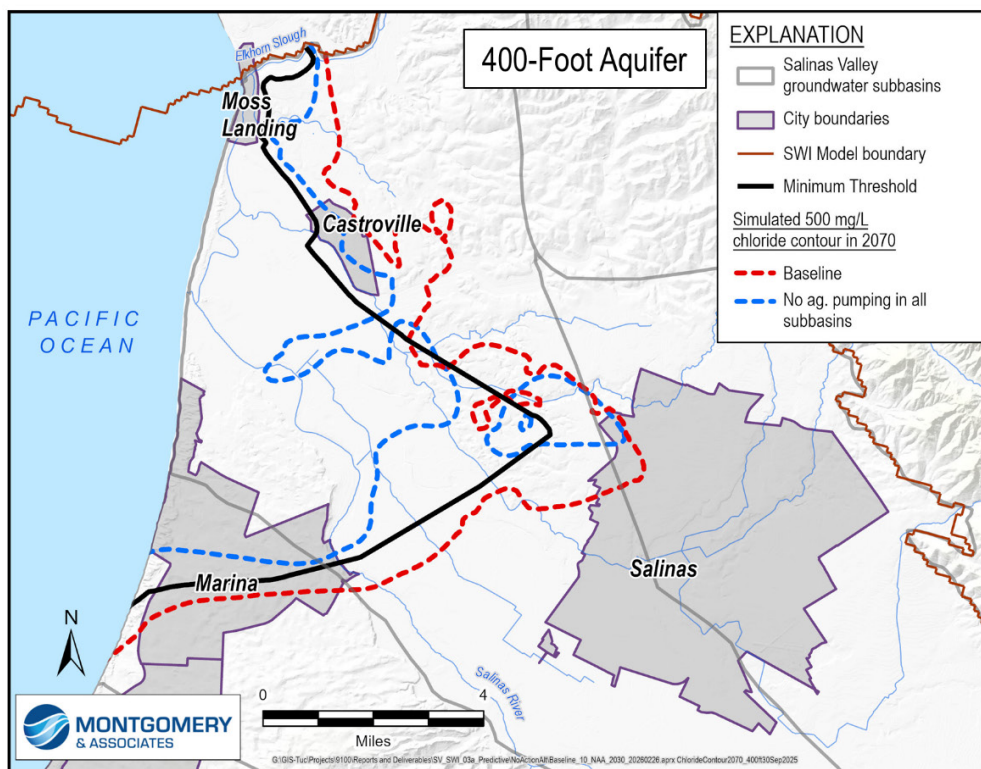 400-Foot Aquifer
EXPLANATION
Salinas Valley
groundwater subbasins
City boundaries
SWI Model boundary
Minimum Threshold
Simulated 500 mg/L
chloride contour in 2070
Baseline
No ag. pumping in all
subbasins
Elkhorn Slough
Moss
Landing
Castroville
PACIFIC
OCEAN
Marina
Salinas
Salinas River
N
0 4
Miles
MONTGOMERY
& ASSOCIATES
G:\GIS-Tuc\Projects\9100\Reports and Deliverables\SV_SWI_03a_Predictive\NoActionAlt\Baseline_10_NAA_2030_20260226.aprx ChlorideContour2070_400ft30Sep2025